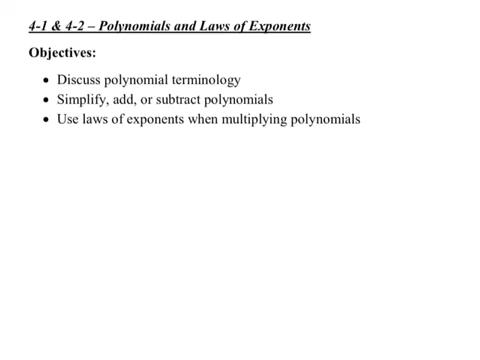 4-1 & 4-2 – Polynomials and Laws of Exponents
Objectives:
• Discuss polynomial terminology
• Simplify, add, or subtract polynomials
• Use laws of exponents when multiplying polynomials